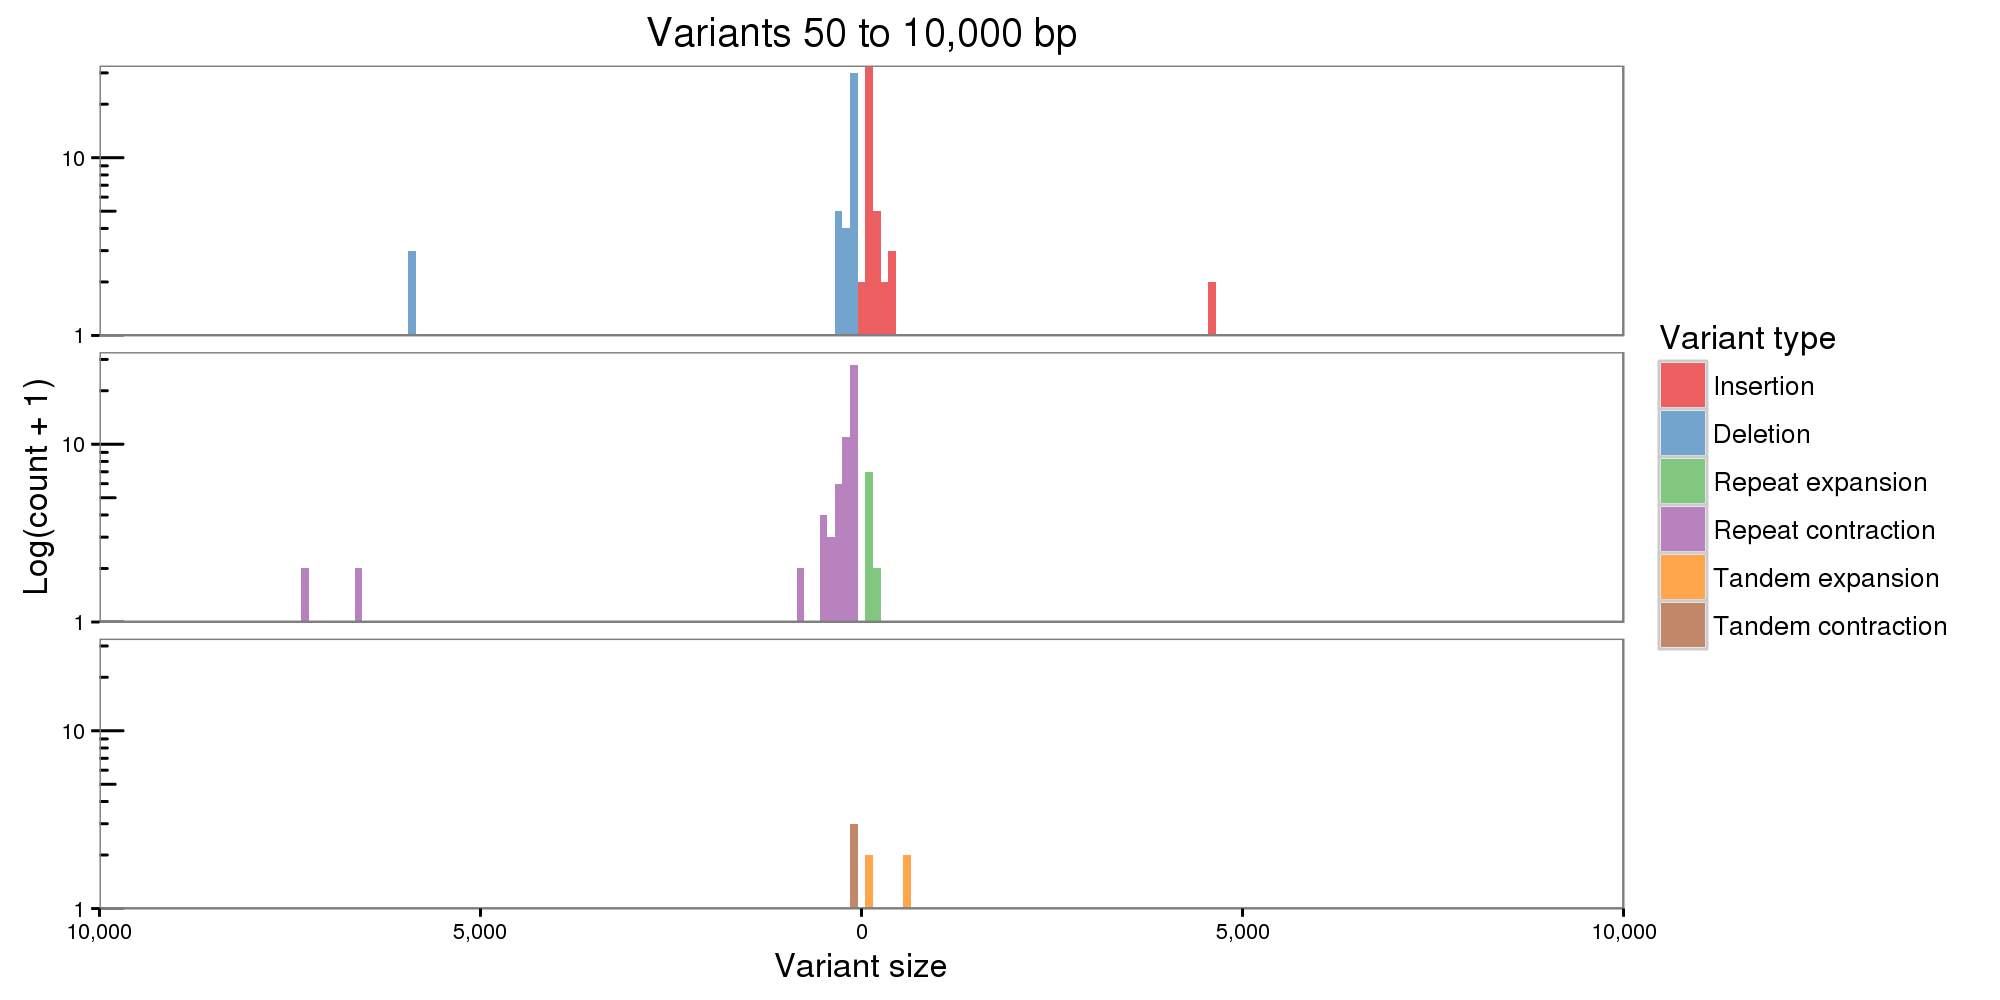 Variants 50 to 10,000 bp
10
1
10
1
10
1
Log(count + 1)
10,000
5,000
0
5,000
10,000
Variant size
Variant type
Insertion
Deletion
Repeat expansion
Repeat contraction
Tandem expansion
Tandem contraction